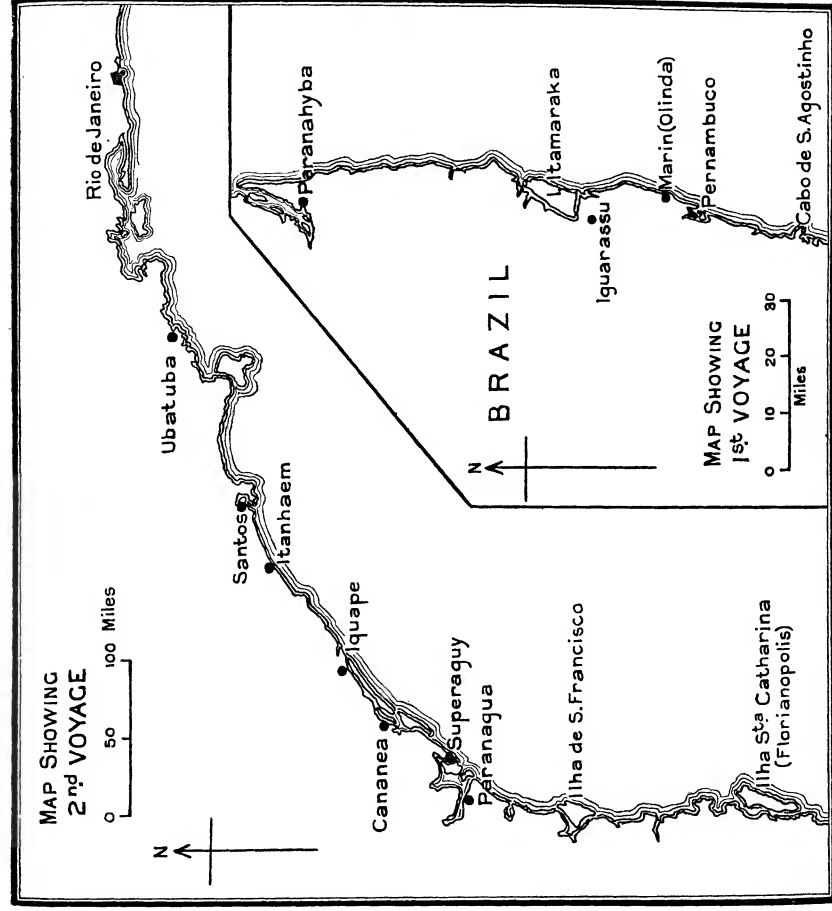 MAP SHOWING
2nd VOYAGE
0 50 100 Miles
N
Rio de Janeiro
Ubatuba
Santos
Itanhaem
Iquape
Cananea
Superaguy
Paranaqua
Ilha de S. Francisco
Ilha Sta Catharina
(Florianopolis)
BRAZIL
Paranahyba
Itamaraka
Iguarassu
Marin (Olinda)
Pernambuco
Cabo de S. Agostinho
N
MAP SHOWING
1st VOYAGE
0 10 20 30
Miles